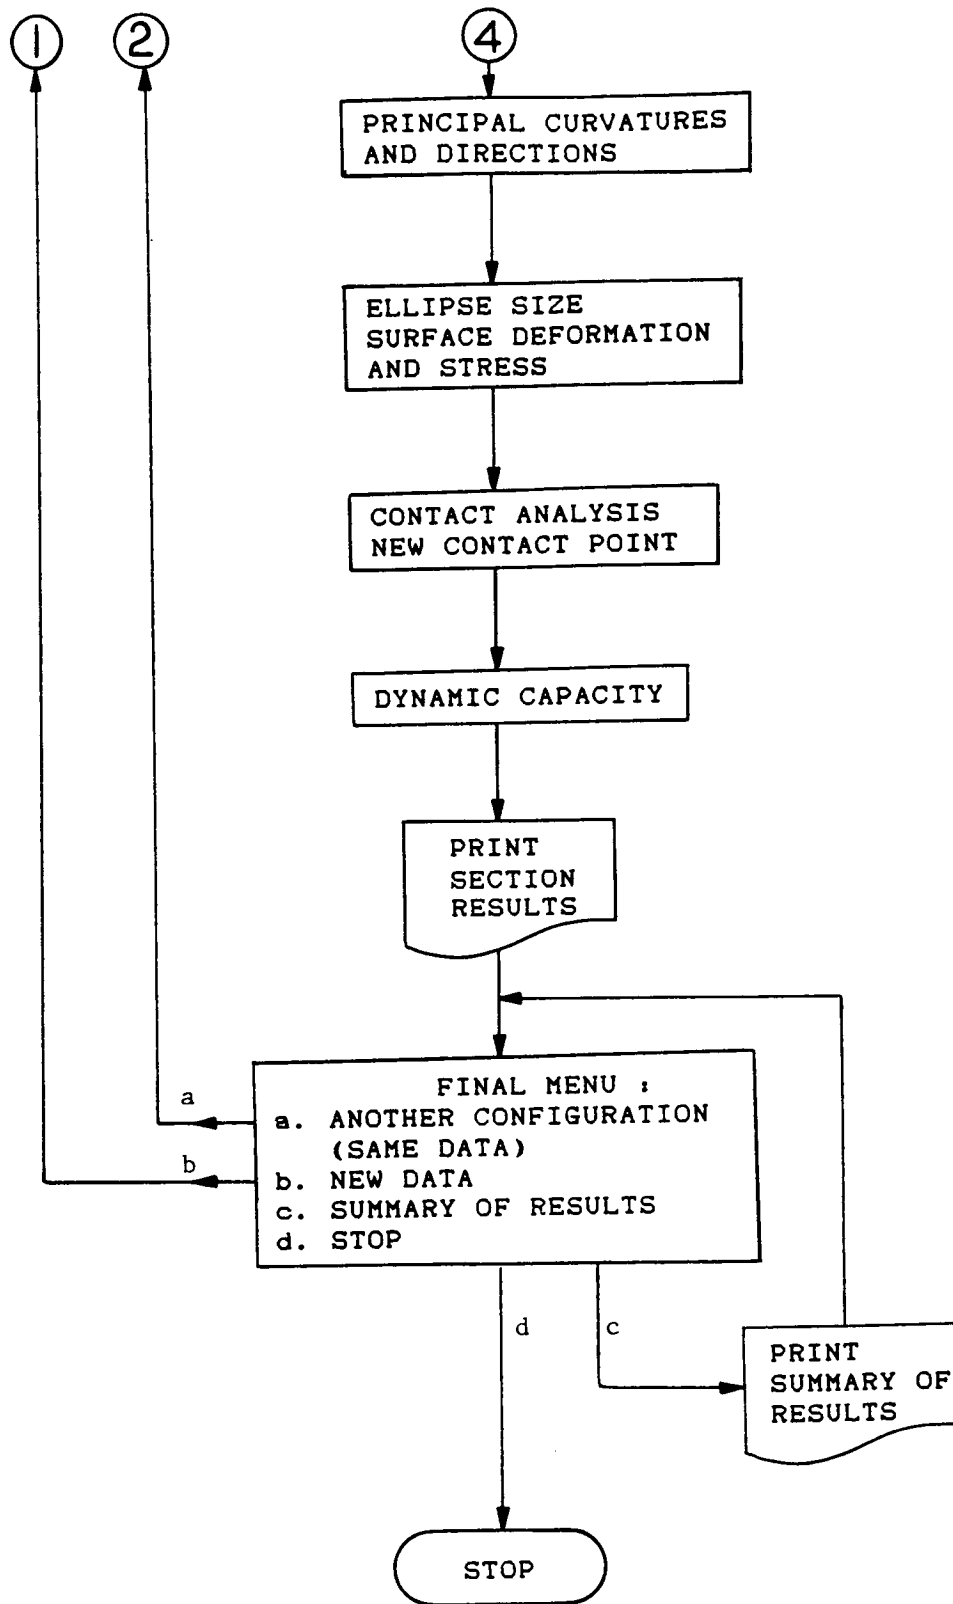 1
2
4
PRINCIPAL CURVATURES
AND DIRECTIONS
ELLIPSE SIZE
SURFACE DEFORMATION
AND STRESS
CONTACT ANALYSIS
NEW CONTACT POINT
DYNAMIC CAPACITY
PRINT
SECTION
RESULTS
FINAL MENU :
a. ANOTHER CONFIGURATION
(SAME DATA)
b. NEW DATA
c. SUMMARY OF RESULTS
d. STOP
a
b
d
c
PRINT
SUMMARY OF
RESULTS
STOP